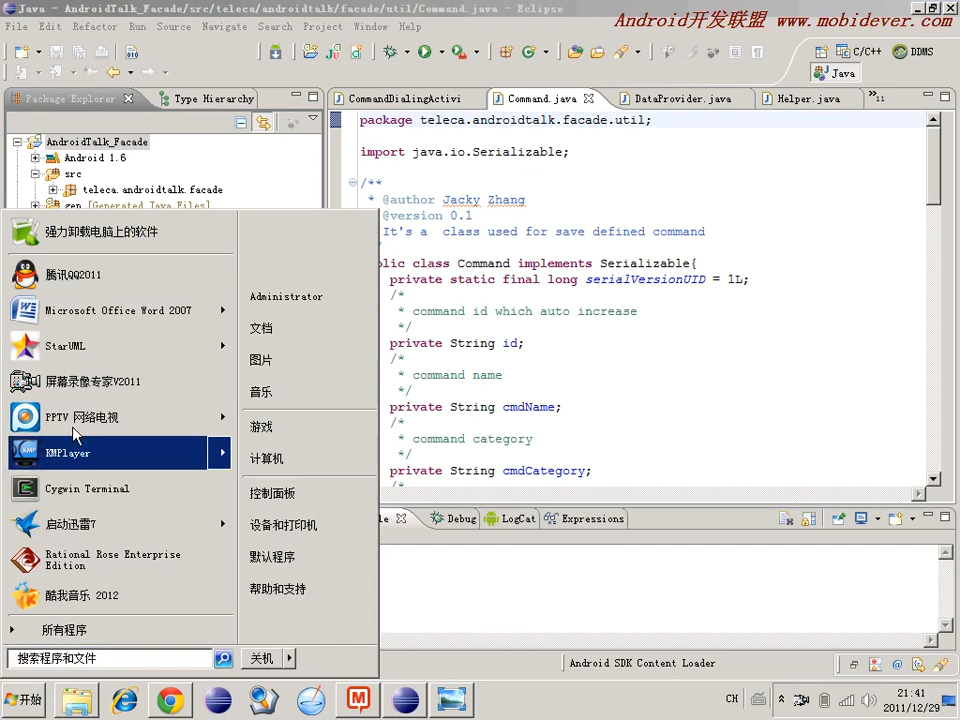 Java - AndroidTalk_Facade/src/teleca/androidtalk/facade/util/Command.java - Eclipse
Android开发联盟 www.mobidever.com
File Edit Refactor Run Source Navigate Search Project Window Help
C/C++ DDMS
Java
Package Explorer Type Hierarchy
CommandDialingActivi Command.java DataProvider.java Helper.java »11
AndroidTalk_Facade
Android 1.6
src
teleca.androidtalk.facade
gen [Generated Java Files]
package teleca.androidtalk.facade.util;
import java.io.Serializable;
/**
* @author Jacky Zhang
@version 0.1
It's a class used for save defined command
lic class Command implements Serializable{
private static final long serialVersionUID = 1L;
/*
* command id which auto increase
*/
private String id;
/*
* command name
*/
private String cmdName;
/*
* command category
*/
private String cmdCategory;
/*
强力卸载电脑上的软件
腾讯QQ2011
Microsoft Office Word 2007
StarUML
屏幕录像专家V2011
PPTV 网络电视
KMPlayer
Cygwin Terminal
启动迅雷7
Rational Rose Enterprise
Edition
酷我音乐 2012
所有程序
搜索程序和文件
Administrator
文档
图片
音乐
游戏
计算机
控制面板
设备和打印机
默认程序
帮助和支持
关机
le Debug LogCat Expressions
Android SDK Content Loader
开始
CH
21:41
2011/12/29